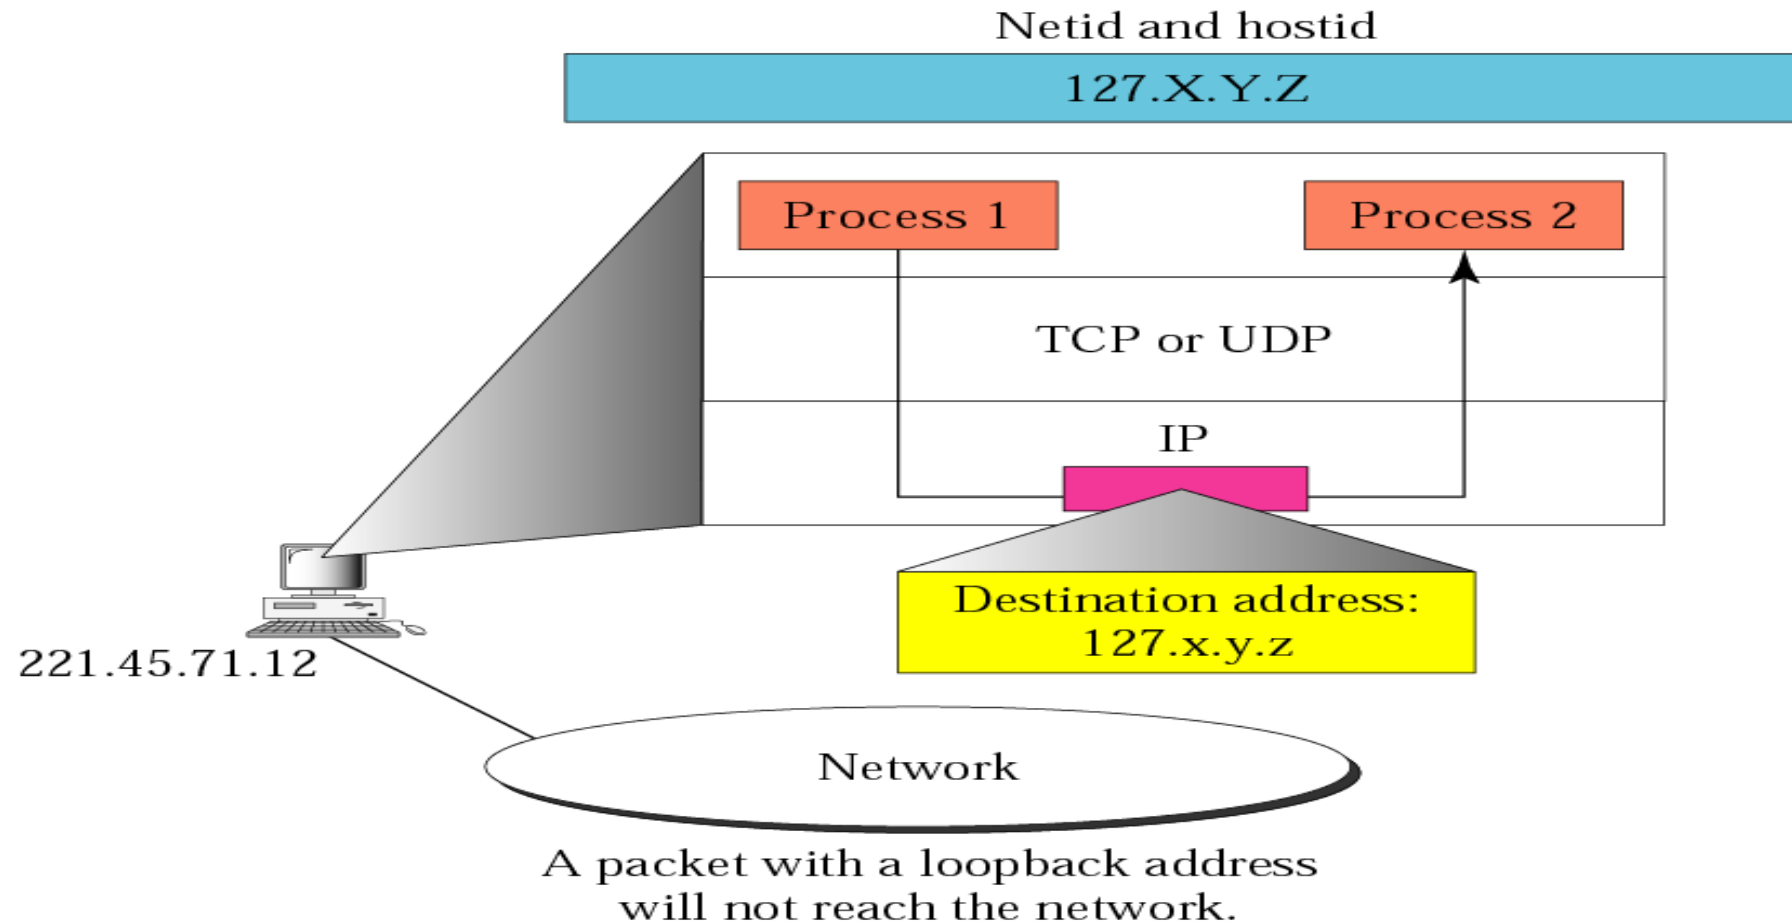 Netid and hostid
127.X.Y.Z
Process 1
Process 2
TCP or UDP
IP
Destination address:
127.x.y.z
221.45.71.12
Network
A packet with a loopback address
will not reach the network.